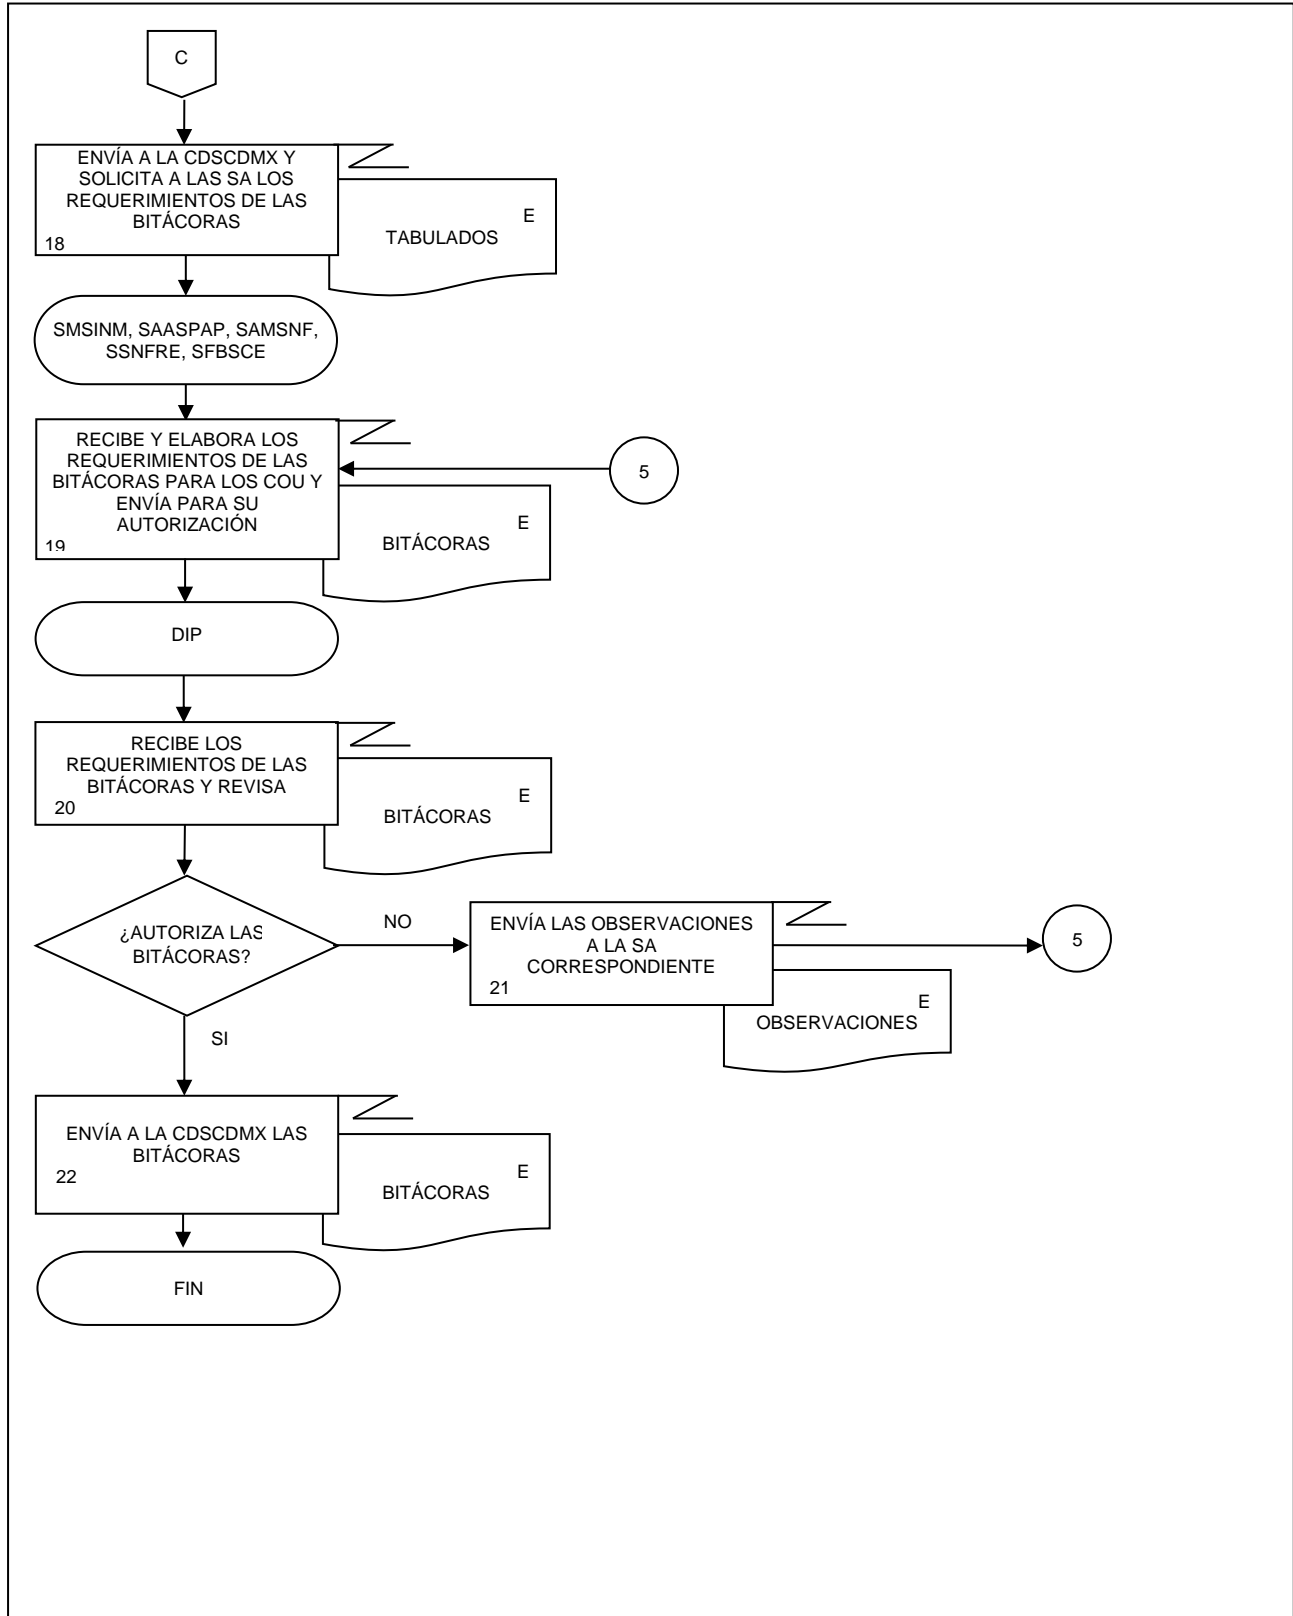 C
ENVÍA A LA CDSCDMX Y
SOLICITA A LAS SA LOS
REQUERIMIENTOS DE LAS
BITÁCORAS
18
E
TABULADOS
SMSINM, SAASPAP, SAMSNF,
SSNFRE, SFBSCE
RECIBE Y ELABORA LOS
REQUERIMIENTOS DE LAS
BITÁCORAS PARA LOS COU Y
ENVÍA PARA SU
AUTORIZACIÓN
19
5
E
BITÁCORAS
DIP
RECIBE LOS
REQUERIMIENTOS DE LAS
BITÁCORAS Y REVISA
20
E
BITÁCORAS
¿AUTORIZA LAS
BITÁCORAS?
NO
ENVÍA LAS OBSERVACIONES
A LA SA
CORRESPONDIENTE
21
5
E
OBSERVACIONES
SI
ENVÍA A LA CDSCDMX LAS
BITÁCORAS
22
E
BITÁCORAS
FIN